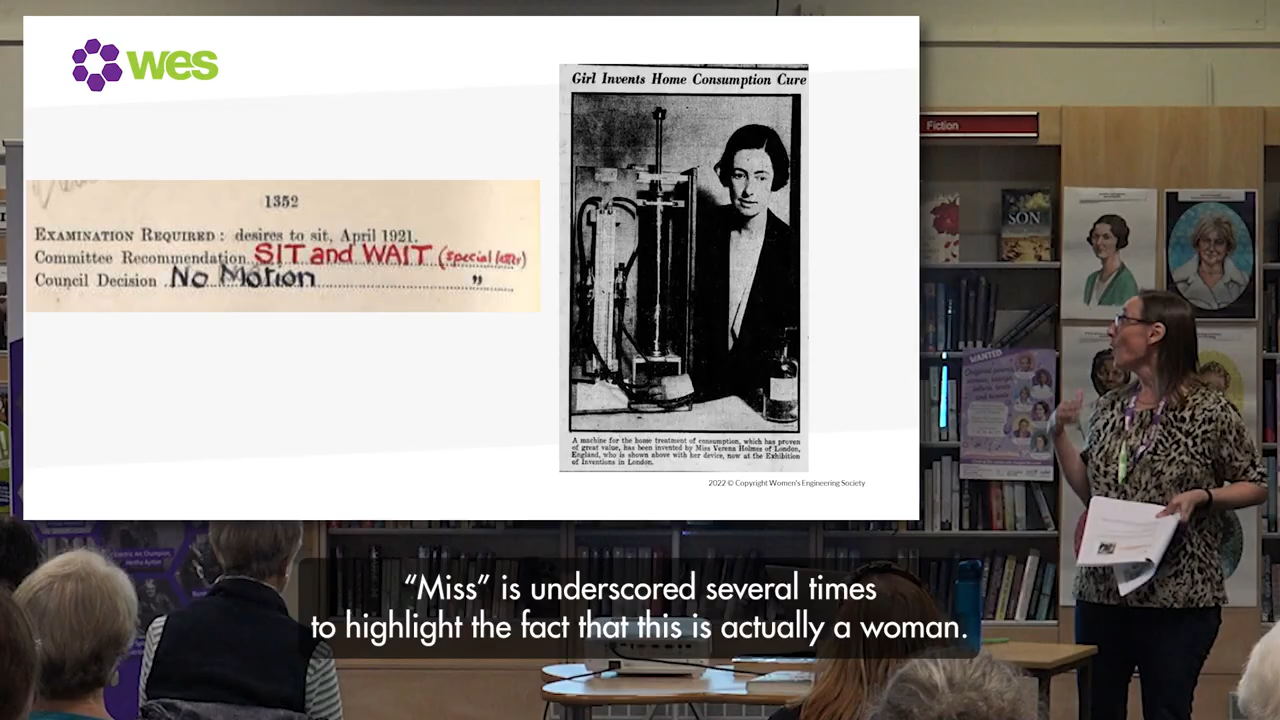 wes
Girl Invents Home Consumption Cure
1352
EXAMINATION REQUIRED: desires to sit, April 1921.
Committee Recommendation SIT and WAIT (special letter)
Council Decision No Motion "
A machine for the home treatment of consumption, which has proven
of great value, has been invented by Miss Verena Holmes of London,
England, who is shown above with her device, now at the Exhibition
of Inventions in London.
2022 © Copyright Women's Engineering Society
Fiction
SON
WANTED
“Miss” is underscored several times
to highlight the fact that this is actually a woman.